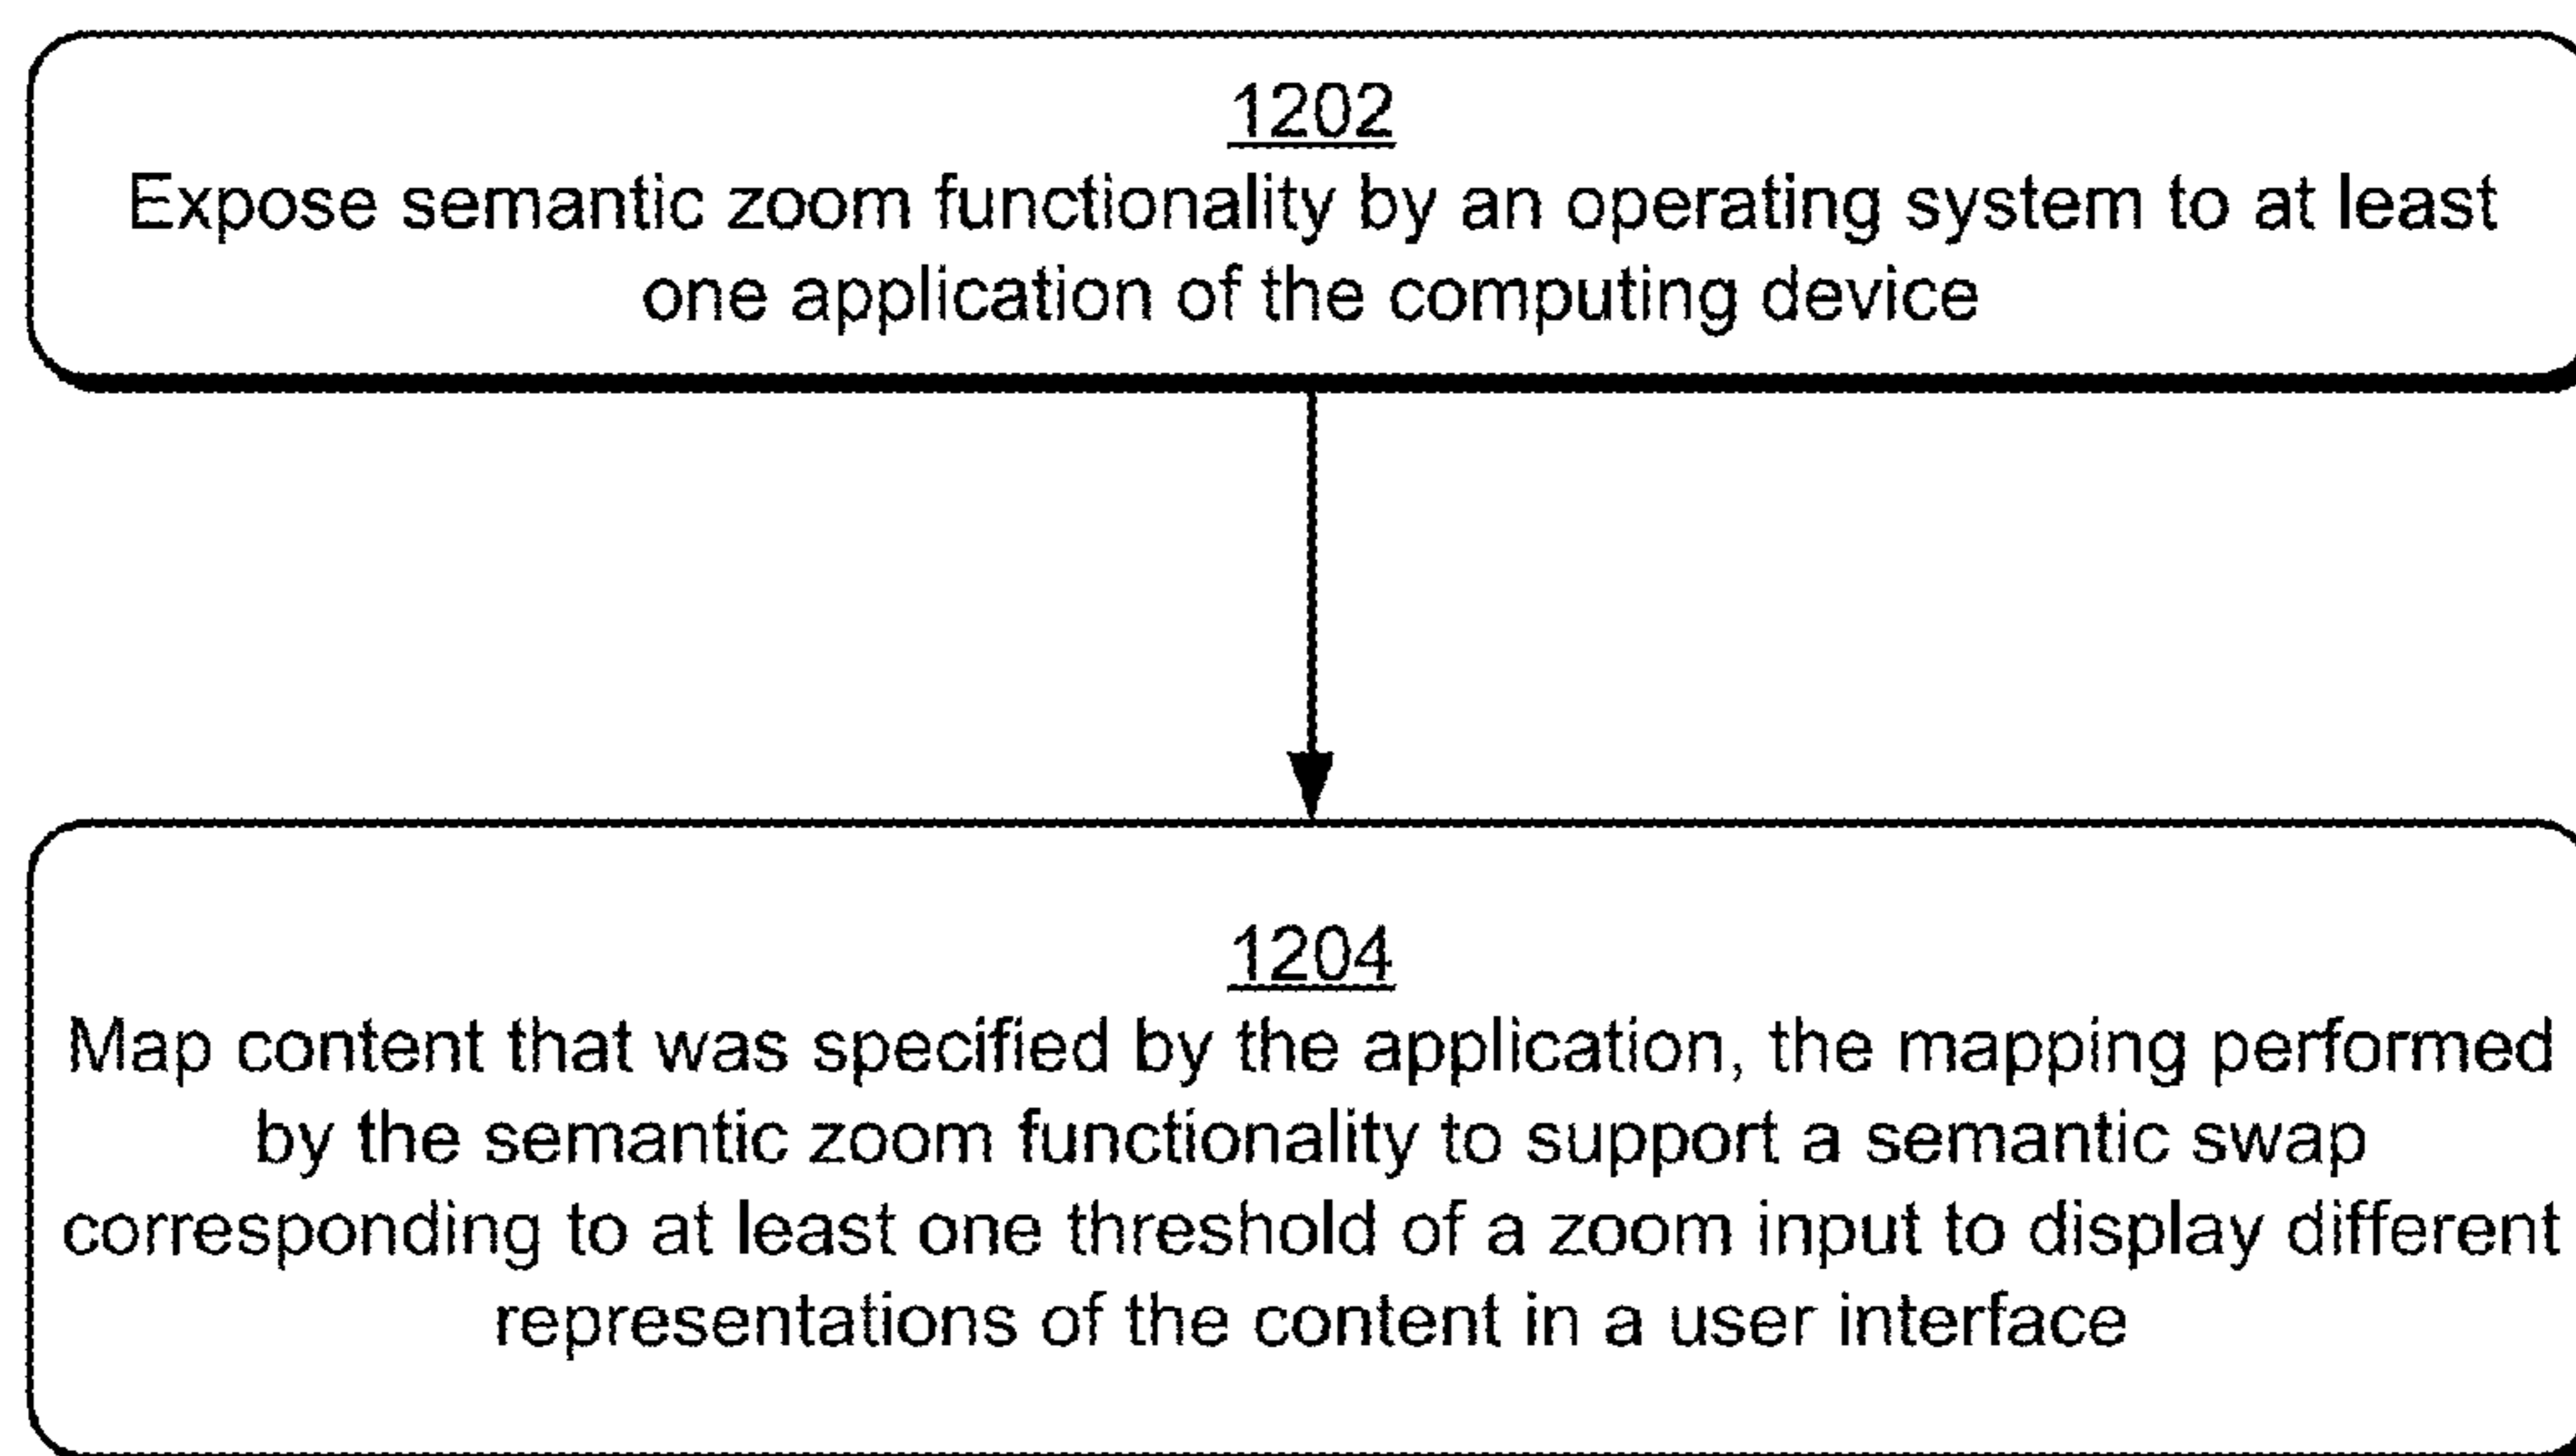 1202
Expose semantic zoom functionality by an operating system to at least
one application of the computing device
1204
Map content that was specified by the application, the mapping performed
by the semantic zoom functionality to support a semantic swap
corresponding to at least one threshold of a zoom input to display different
representations of the content in a user interface